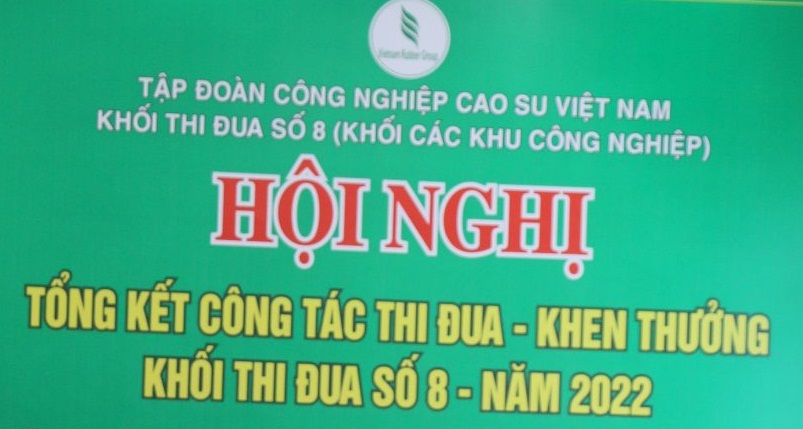 Vietnam Rubber Group
TẬP ĐOÀN CÔNG NGHIỆP CAO SU VIỆT NAM
KHỐI THI ĐUA SỐ 8 (KHỐI CÁC KHU CÔNG NGHIỆP)
HỘI NGHỊ
TỔNG KẾT CÔNG TÁC THI ĐUA - KHEN THƯỞNG
KHỐI THI ĐUA SỐ 8 - NĂM 2022